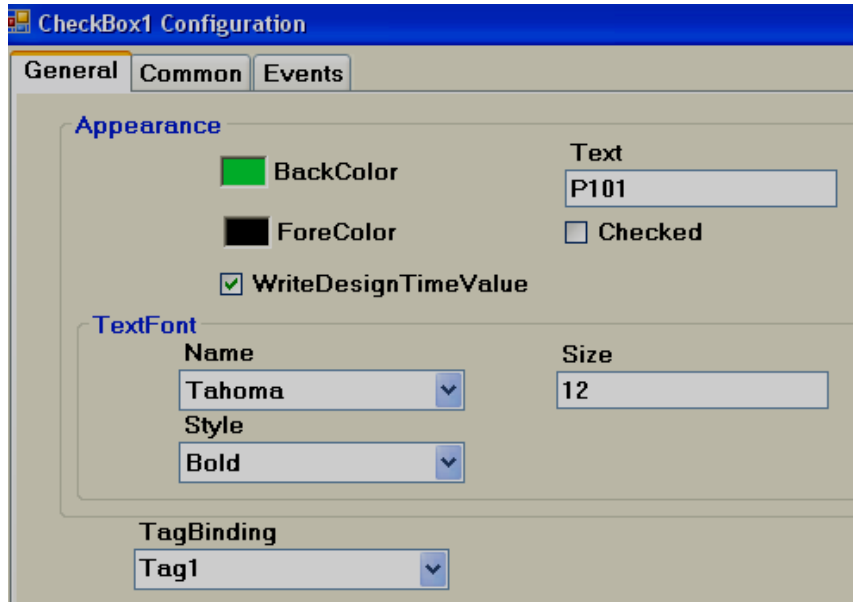 CheckBox1 Configuration
General Common Events
Appearance
BackColor
Text
P101
ForeColor
Checked
WriteDesignTimeValue
TextFont
Name
Size
Tahoma
12
Style
Bold
TagBinding
Tag1